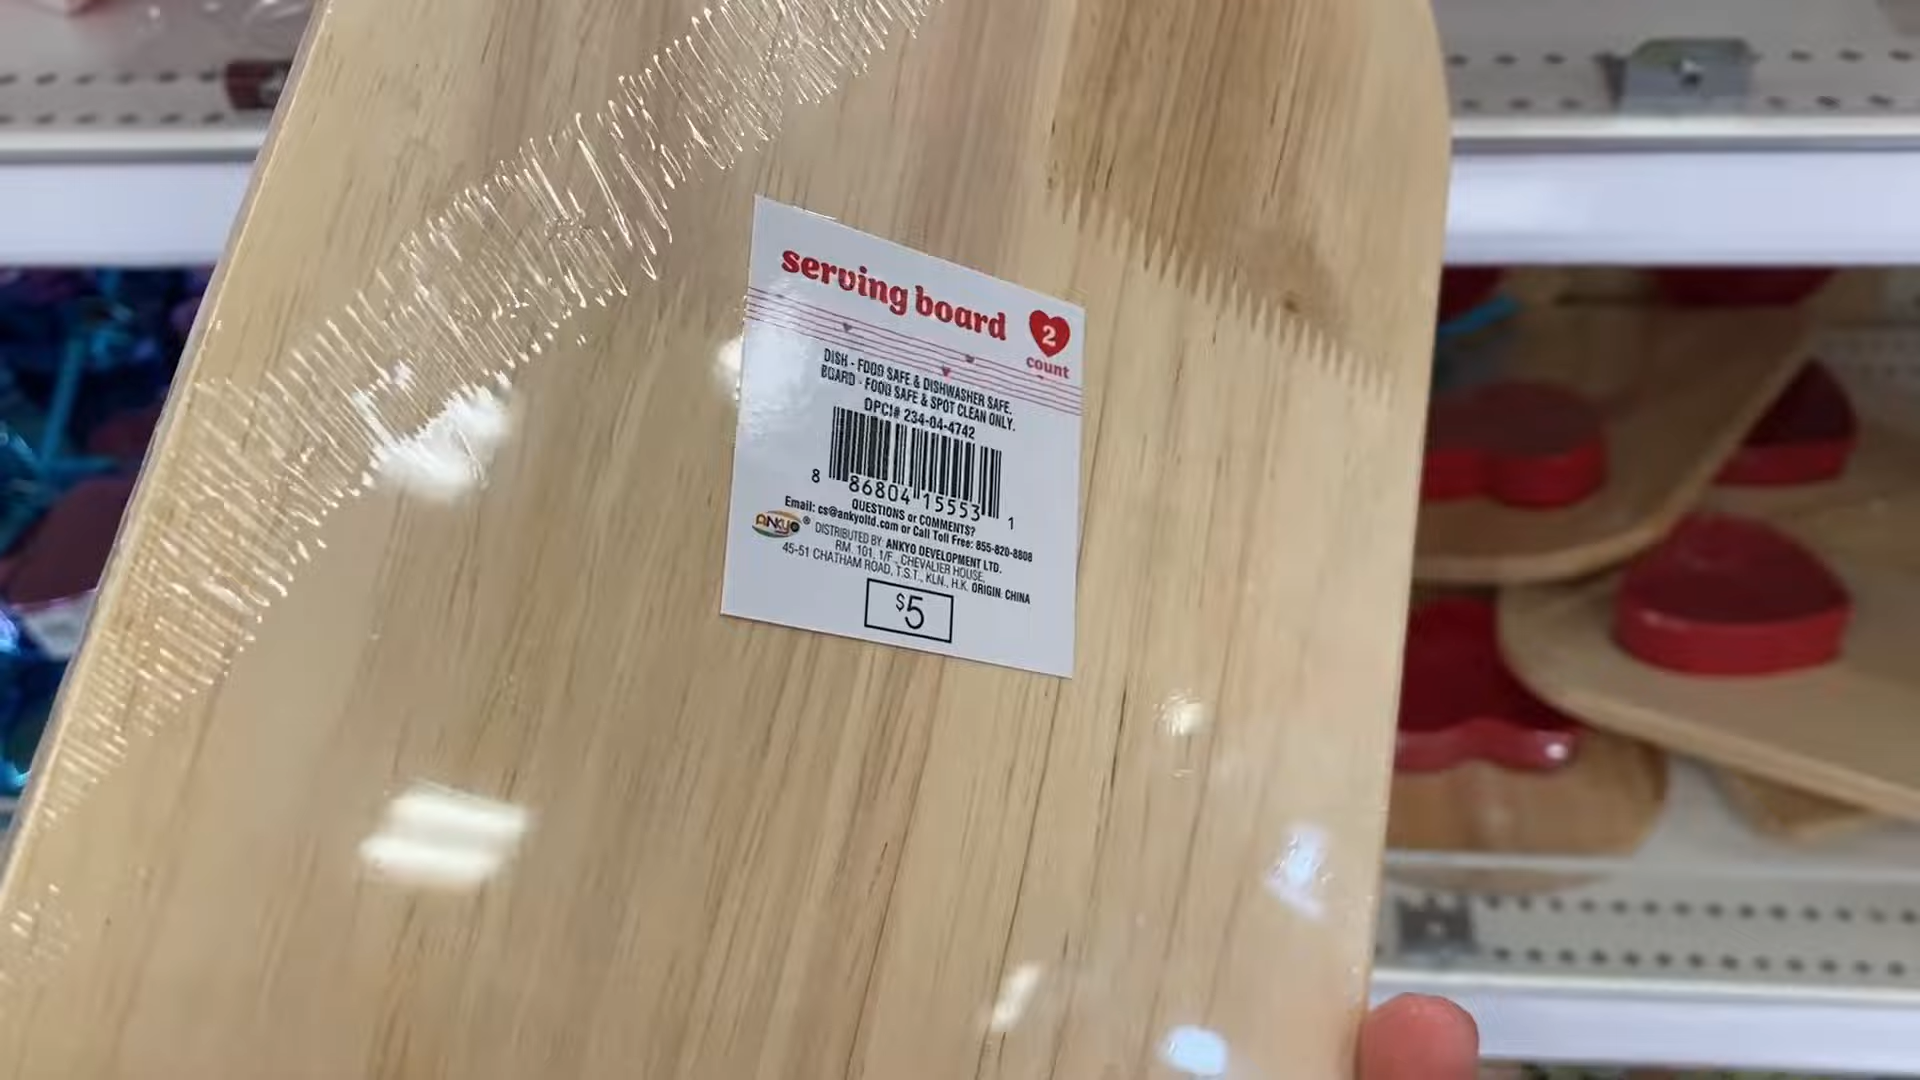 serving board
2
count
DISH - FOOD SAFE & DISHWASHER SAFE.
BOARD - FOOD SAFE & SPOT CLEAN ONLY.
DPCI# 234-04-4742
8 86804 15553 1
QUESTIONS or COMMENTS?
Email: cs@ankyoltd.com or Call Toll Free: 855-820-8808
ANKYO®
DISTRIBUTED BY: ANKYO DEVELOPMENT LTD.
RM. 101, 1/F., CHEVALIER HOUSE,
45-51 CHATHAM ROAD, T.S.T., KLN., H.K. ORIGIN: CHINA
$5